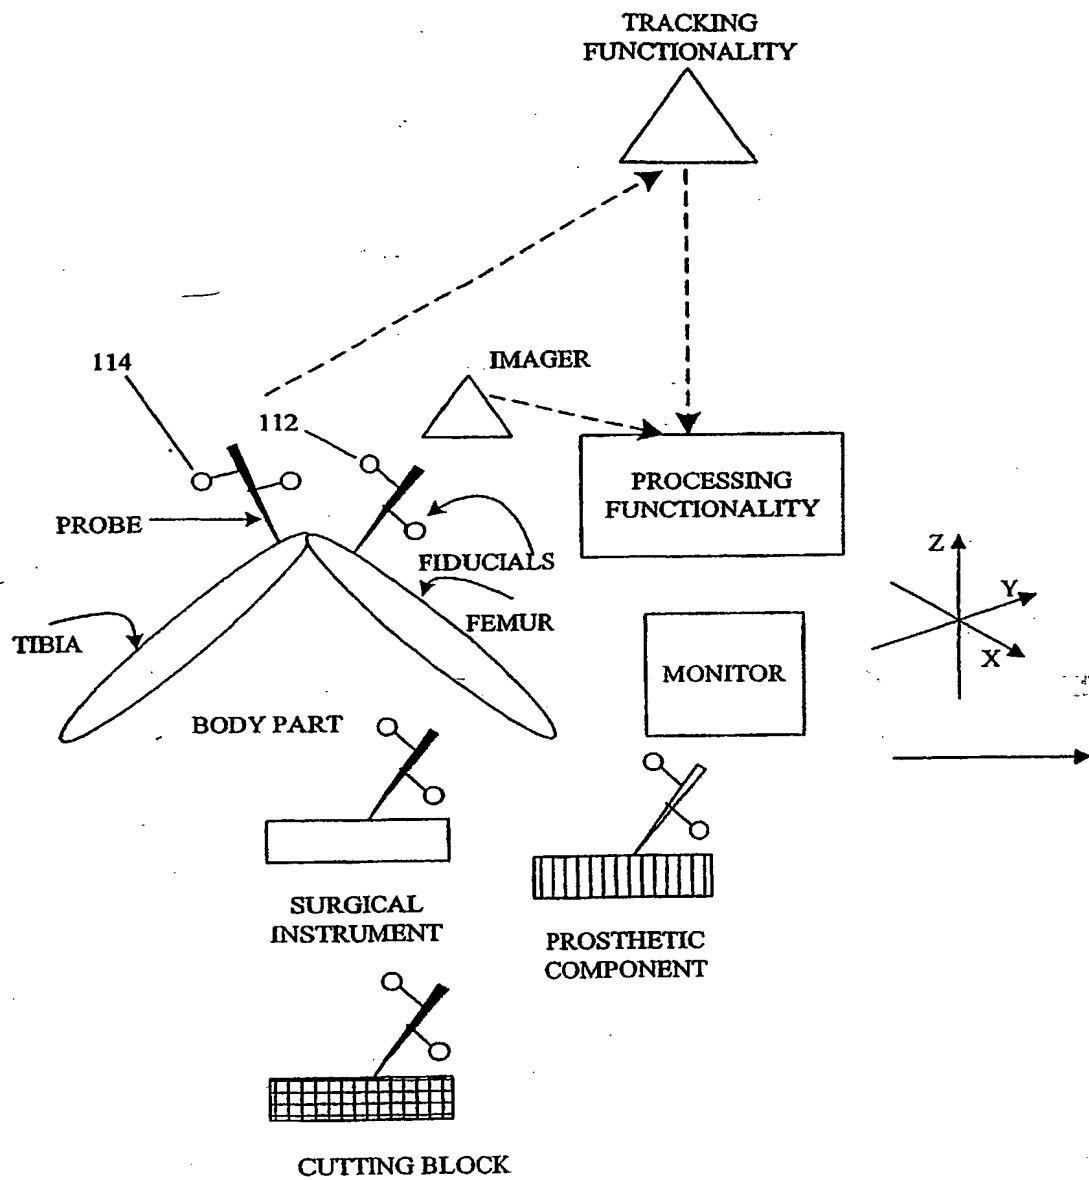 TRACKING
FUNCTIONALITY
IMAGER
114
112
PROCESSING
FUNCTIONALITY
PROBE
FIDUCIALS
Z
Y
X
FEMUR
TIBIA
MONITOR
BODY PART
SURGICAL
INSTRUMENT
PROSTHETIC
COMPONENT
CUTTING BLOCK